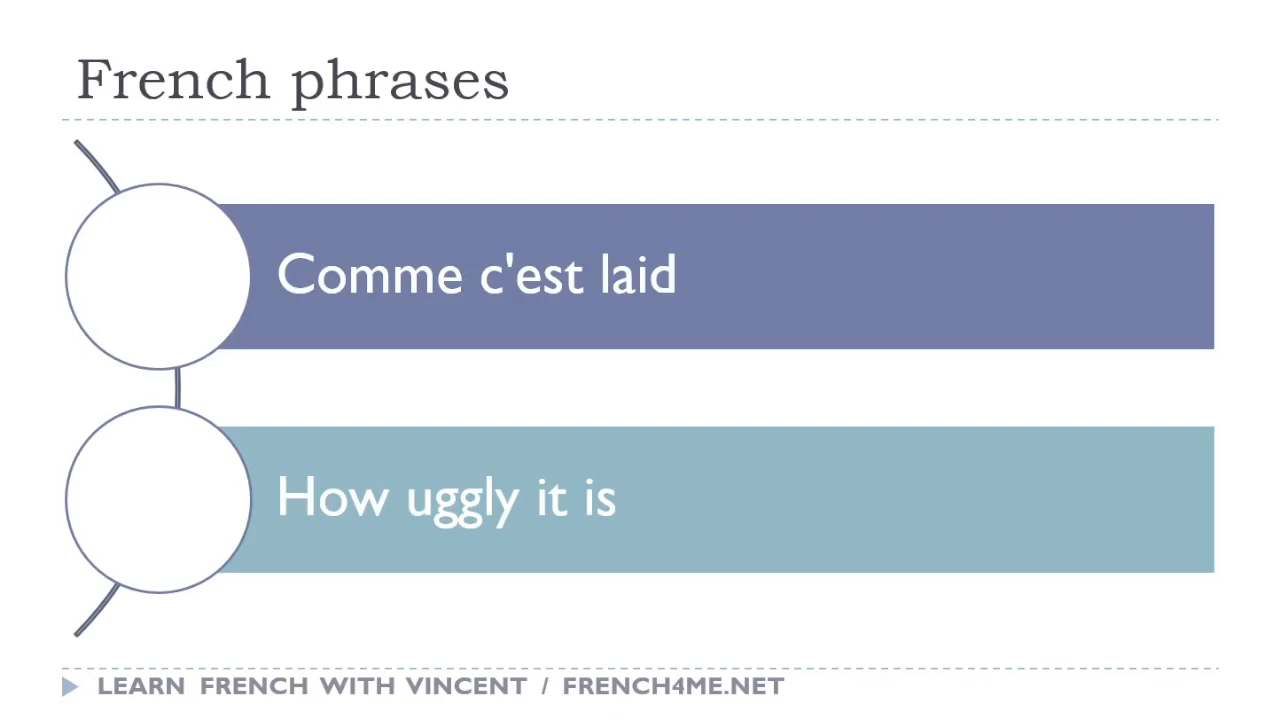 French phrases
Comme c'est laid
How uggly it is
LEARN FRENCH WITH VINCENT / FRENCH4ME.NET